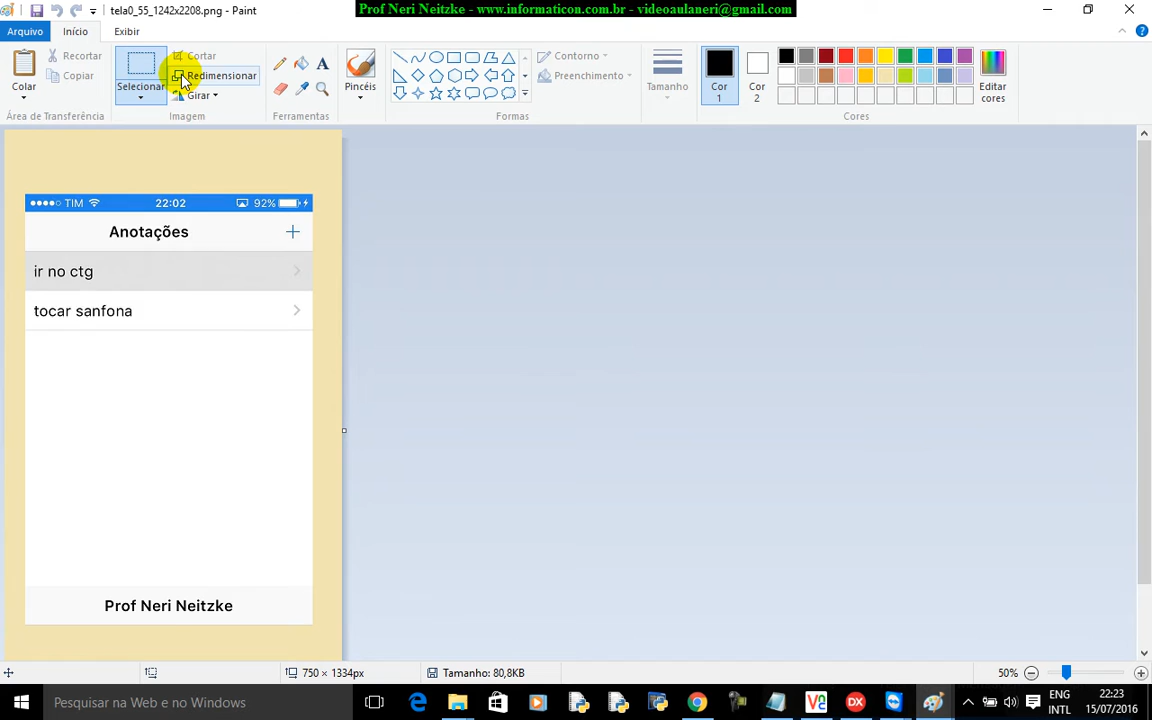 tela0_55_1242x2208.png - Paint
Prof Neri Neitzke - www.informaticon.com.br - videoaulaneri@gmail.com
Arquivo
Início
Exibir
Colar
Recortar
Copiar
Área de Transferência
Selecionar
Cortar
Redimensionar
Girar
Imagem
A
Ferramentas
Pincéis
Contorno
Preenchimento
Formas
Tamanho
Cor 1
Cor 2
Editar cores
Cores
TIM
22:02
92%
Anotações
+
ir no ctg
tocar sanfona
Prof Neri Neitzke
750 × 1334px
Tamanho: 80,8KB
50%
Pesquisar na Web e no Windows
ENG
INTL
22:23
15/07/2016